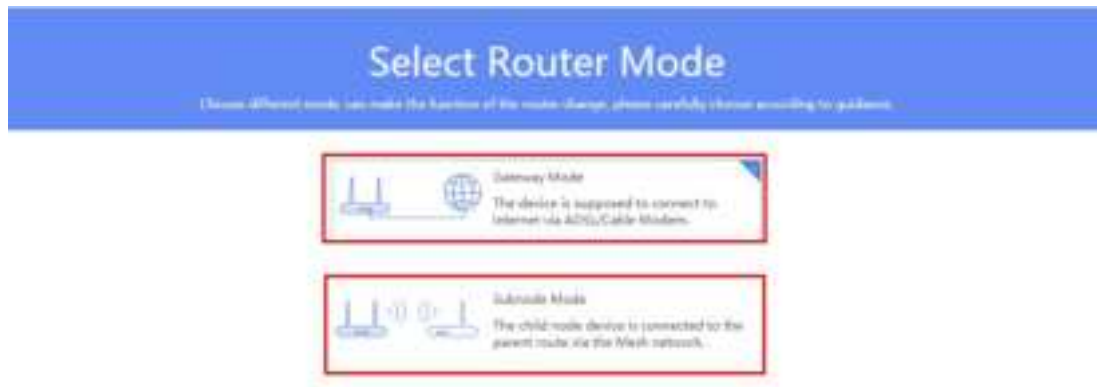 Select Router Mode
Choose different mode can make the function of the router change, please carefully choose according to guidance.
Gateway Mode
The device is supposed to connect to
Internet via ADSL/Cable Modem.
Subnode Mode
The child node device is connected to the
parent route via the Mesh network.